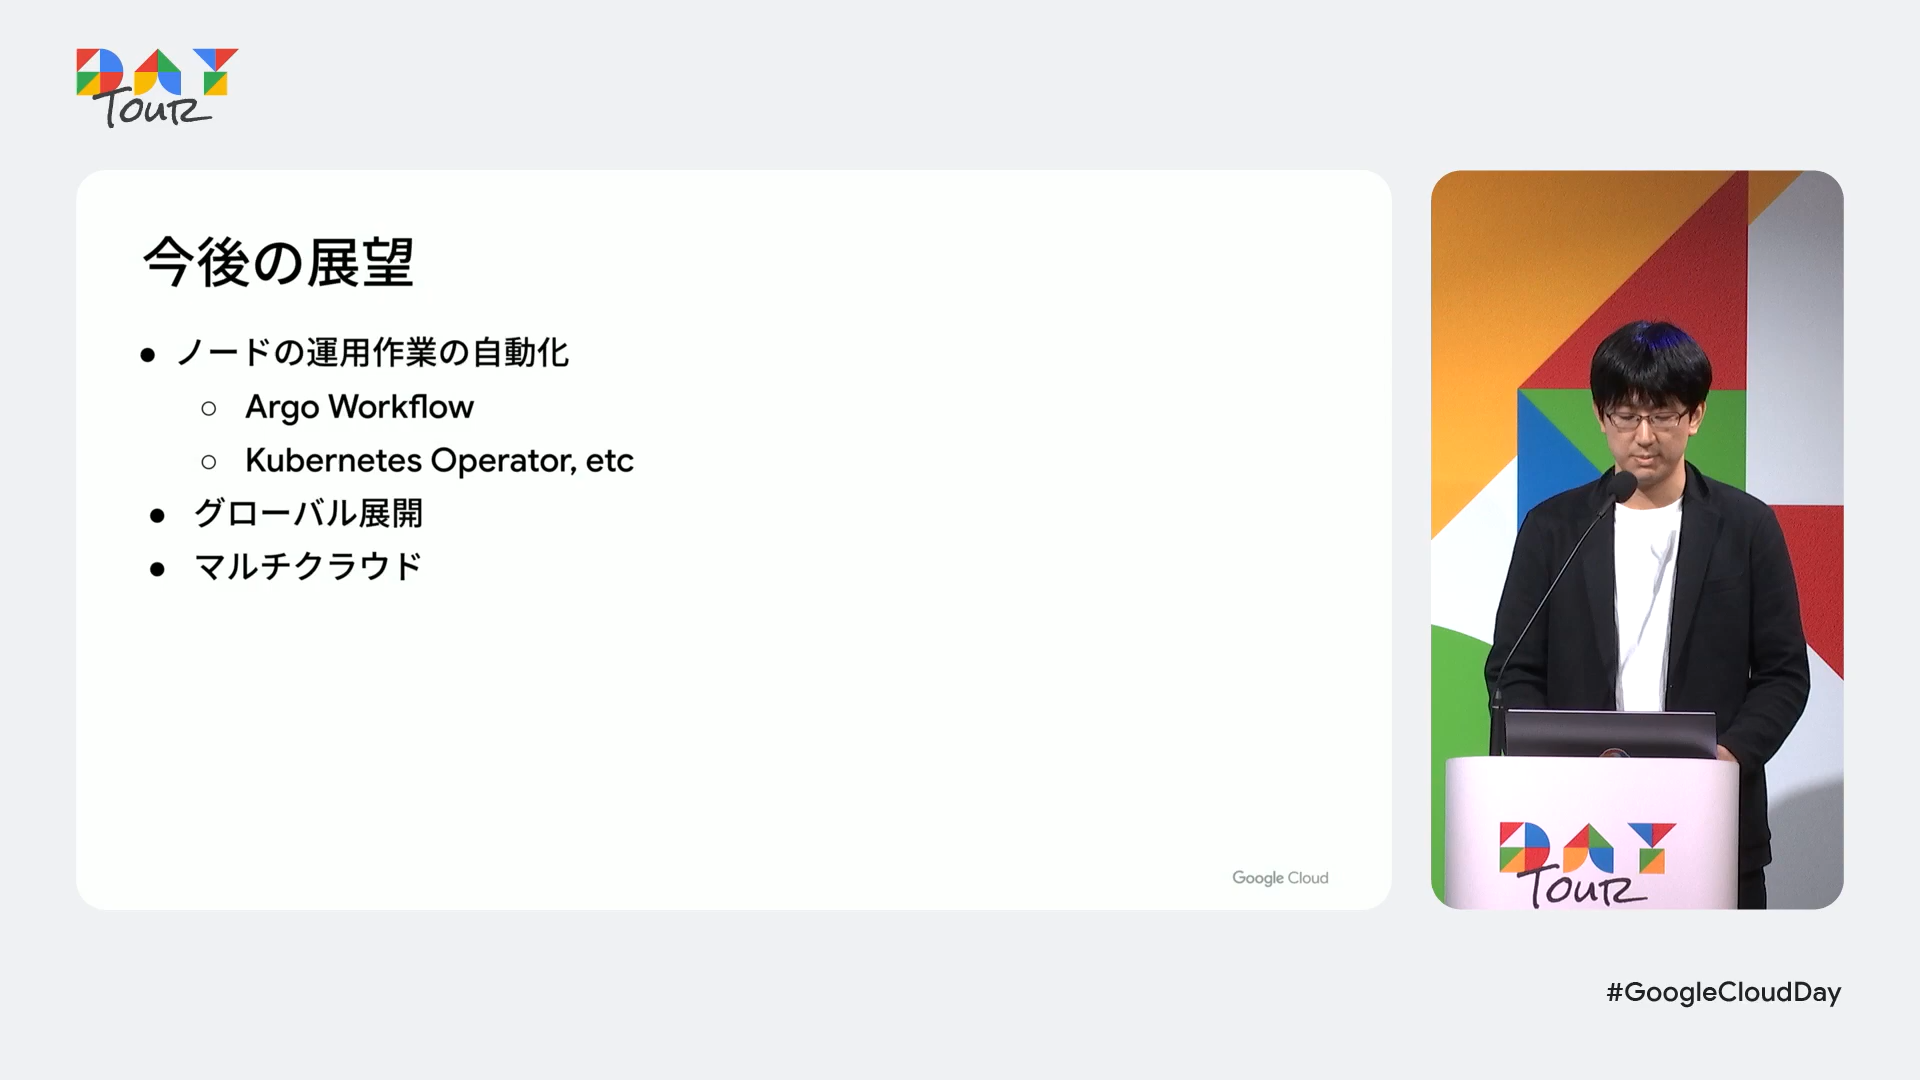 DAY
Tour
今後の展望
● ノードの運用作業の自動化
○ Argo Workflow
○ Kubernetes Operator, etc
● グローバル展開
● マルチクラウド
Google Cloud
DAY
Tour
#GoogleCloudDay